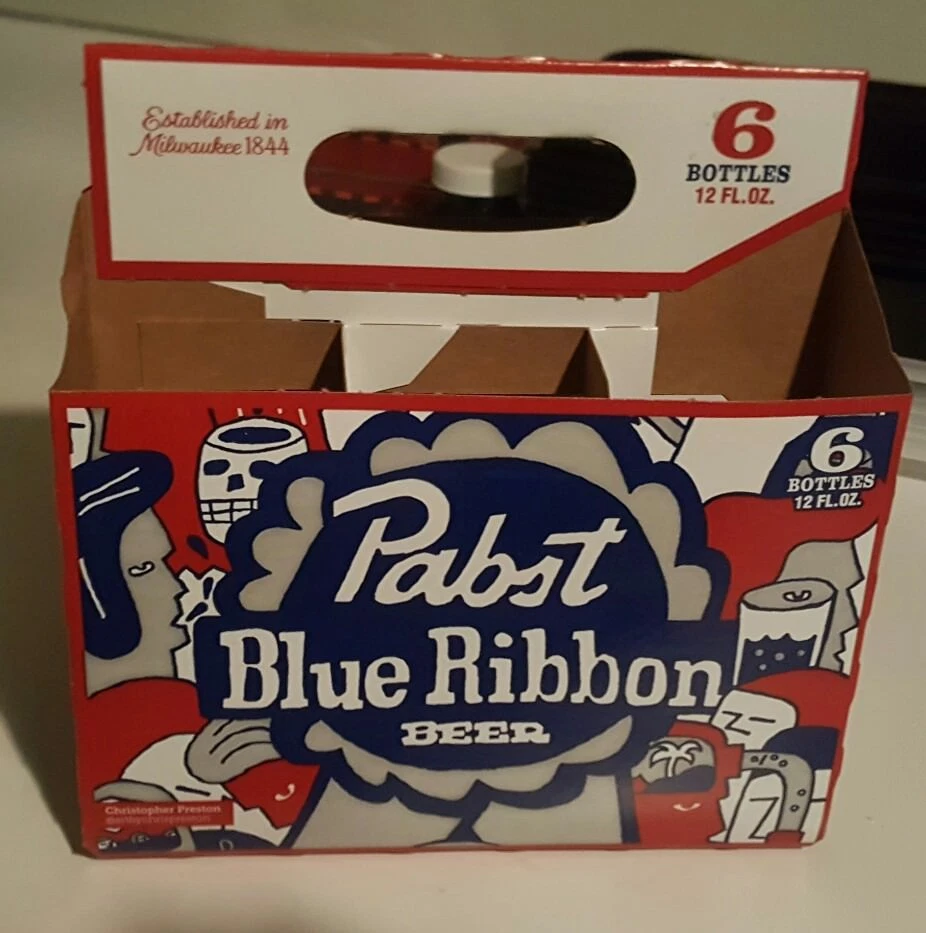 Established in
Milwaukee 1844
6
BOTTLES
12 FL.OZ.
6
BOTTLES
12 FL.OZ.
Pabst
Blue Ribbon
BEER
Christopher Preston